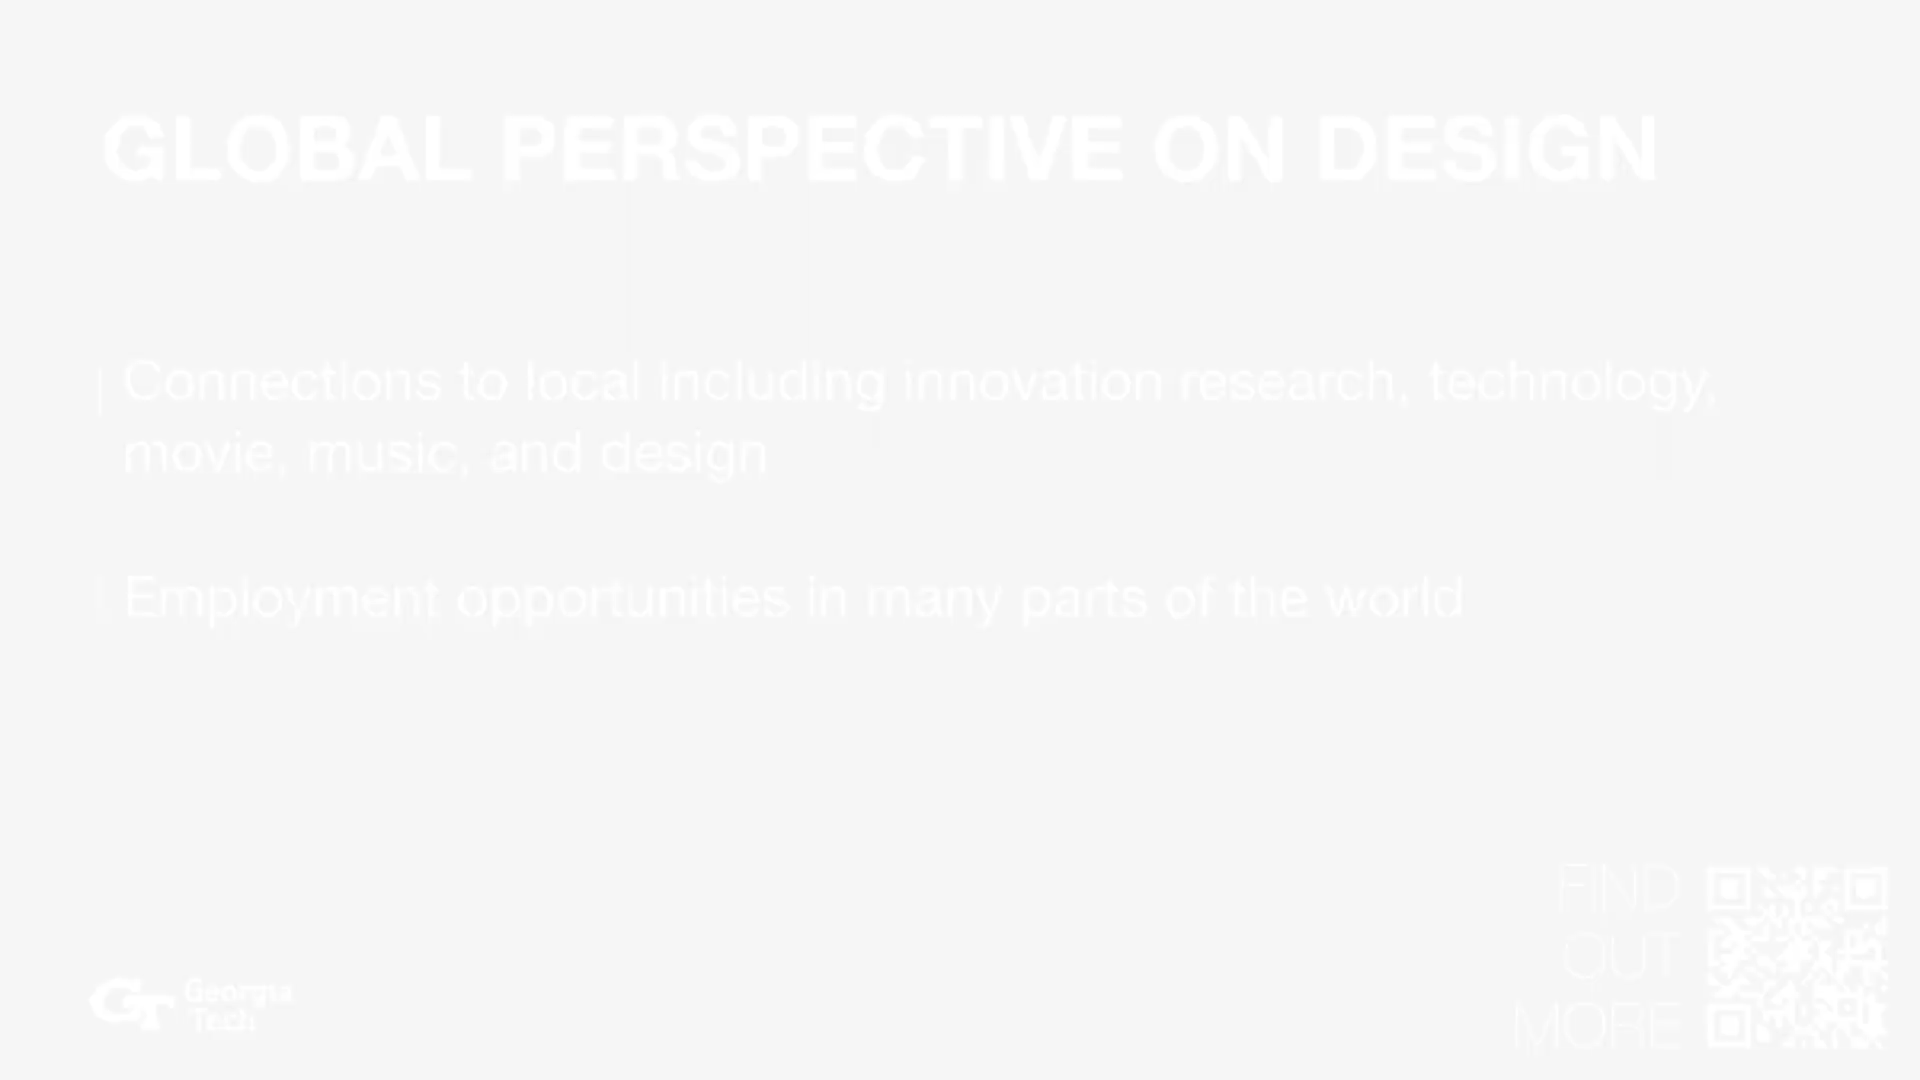 GLOBAL PERSPECTIVE ON DESIGN
Connections to local including innovation research, technology,
movie, music, and design
Employment opportunities in many parts of the world
FIND
OUT
MORE
GT Georgia
Tech